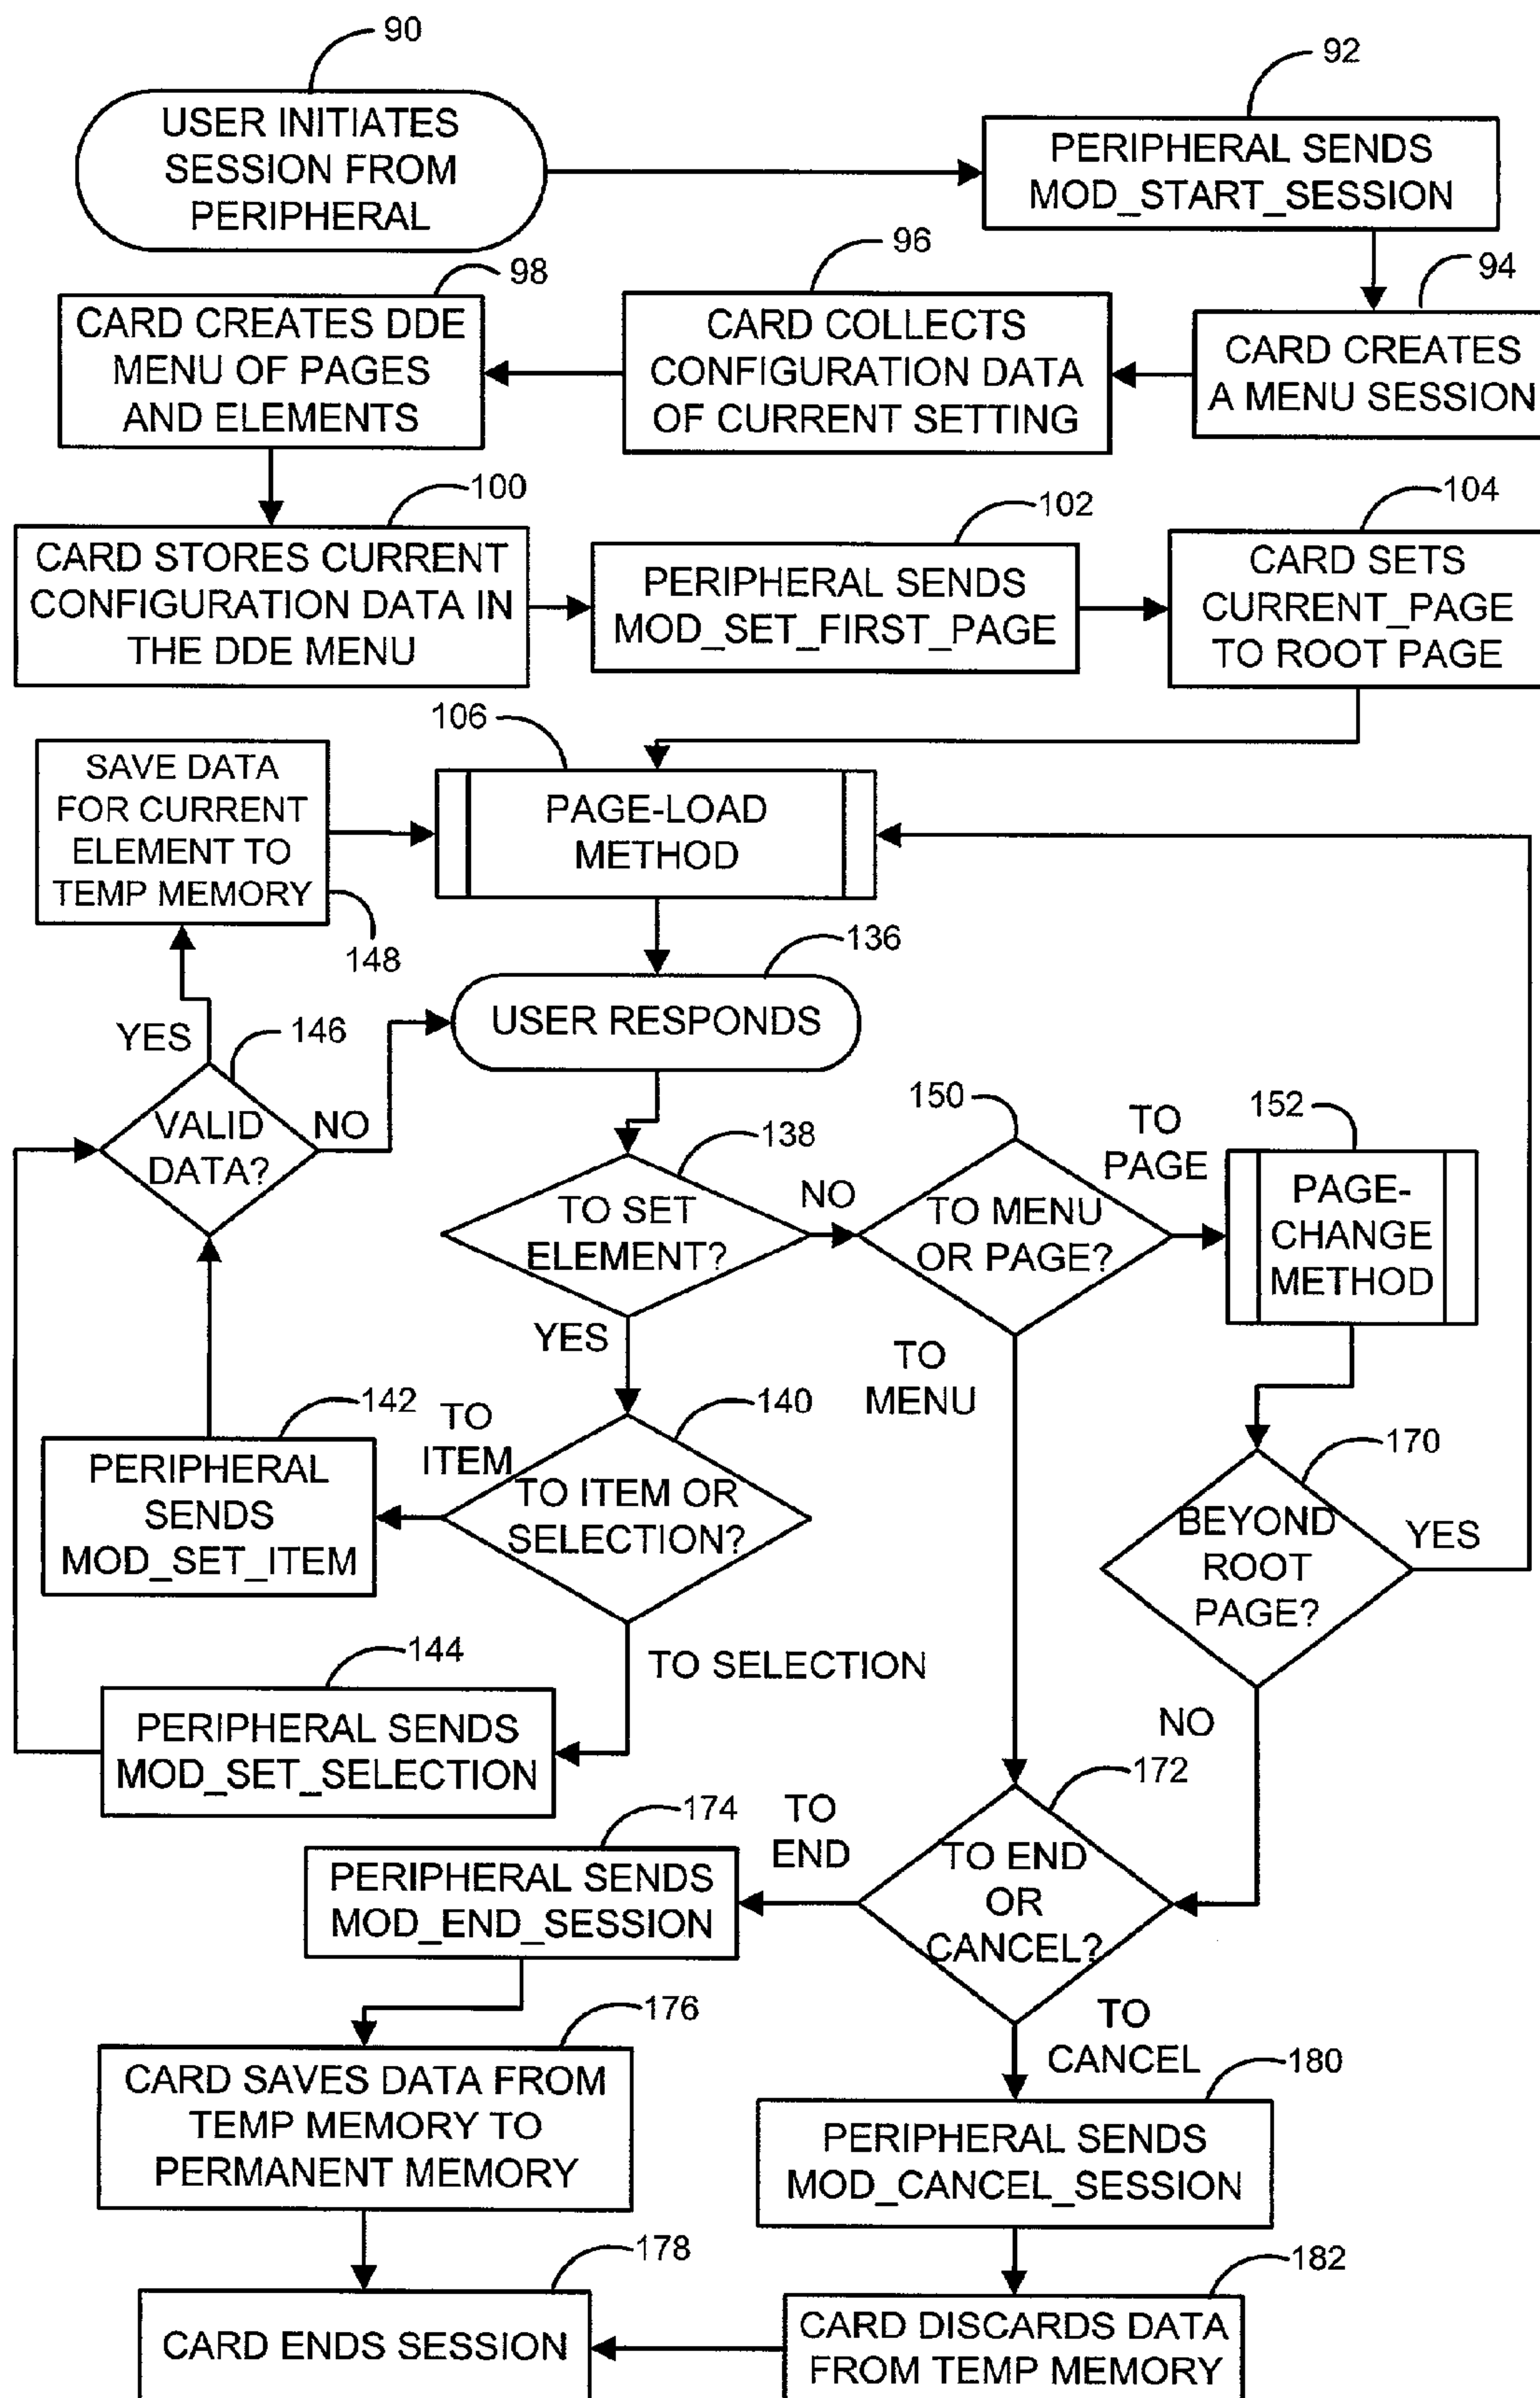 90
USER INITIATES
SESSION FROM
PERIPHERAL
92
PERIPHERAL SENDS
MOD_START_SESSION
94
CARD CREATES
A MENU SESSION
96
CARD COLLECTS
CONFIGURATION DATA
OF CURRENT SETTING
98
CARD CREATES DDE
MENU OF PAGES
AND ELEMENTS
100
CARD STORES CURRENT
CONFIGURATION DATA IN
THE DDE MENU
102
PERIPHERAL SENDS
MOD_SET_FIRST_PAGE
104
CARD SETS
CURRENT_PAGE
TO ROOT PAGE
106
PAGE-LOAD
METHOD
SAVE DATA
FOR CURRENT
ELEMENT TO
TEMP MEMORY
148
136
USER RESPONDS
YES
146
VALID
DATA?
NO
138
TO SET
ELEMENT?
NO
YES
150
TO MENU
OR PAGE?
TO
PAGE
TO
MENU
152
PAGE-
CHANGE
METHOD
140
TO ITEM OR
SELECTION?
TO
ITEM
142
PERIPHERAL
SENDS
MOD_SET_ITEM
TO SELECTION
144
PERIPHERAL SENDS
MOD_SET_SELECTION
170
BEYOND
ROOT
PAGE?
YES
NO
172
TO END
OR
CANCEL?
TO
END
174
PERIPHERAL SENDS
MOD_END_SESSION
176
CARD SAVES DATA FROM
TEMP MEMORY TO
PERMANENT MEMORY
TO
CANCEL
180
PERIPHERAL SENDS
MOD_CANCEL_SESSION
178
CARD ENDS SESSION
182
CARD DISCARDS DATA
FROM TEMP MEMORY